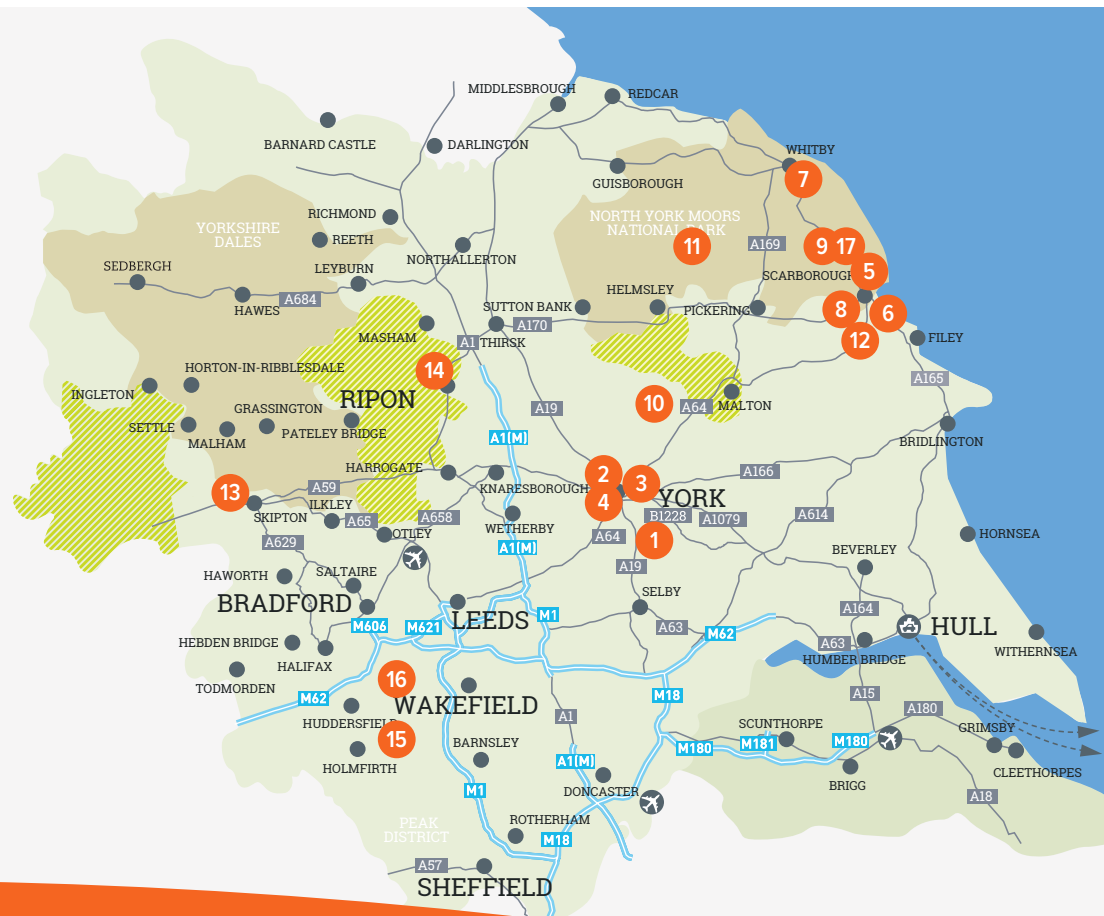 MIDDLESBROUGH
REDCAR
BARNARD CASTLE
DARLINGTON
WHITBY
GUISBOROUGH
7
YORKSHIRE
DALES
RICHMOND
REETH
NORTH YORK MOORS
NATIONAL PARK
11
A169
9
17
NORTHALLERTON
SEDBERGH
LEYBURN
SCARBOROUGH
5
HAWES
A684
HELMSLEY
SUTTON BANK
PICKERING
8
6
MASHAM
A170
A1
THIRSK
12
FILEY
HORTON-IN-RIBBLESDALE
14
A165
INGLETON
RIPON
GRASSINGTON
10
A64
MALTON
A19
SETTLE
MALHAM
PATELEY BRIDGE
A1(M)
BRIDLINGTON
HARROGATE
2
3
A166
13
A59
KNARESBOROUGH
YORK
4
SKIPTON
ILKLEY
A65
A658
WETHERBY
B1228
A1079
A614
A629
OTLEY
A1(M)
A64
1
HORNSEA
BEVERLEY
HAWORTH
SALTAIRE
A19
SELBY
BRADFORD
A164
M606
M621
LEEDS
M1
A63
M62
HULL
HEBDEN BRIDGE
HALIFAX
A63
HUMBER BRIDGE
WITHERNSEA
TODMORDEN
16
M62
WAKEFIELD
M18
A15
HUDDERSFIELD
A1
A180
SCUNTHORPE
GRIMSBY
15
BARNSLEY
M180
M181
M180
HOLMFIRTH
A1(M)
CLEETHORPES
BRIGG
M1
DONCASTER
A18
PEAK
DISTRICT
ROTHERHAM
M18
A57
SHEFFIELD